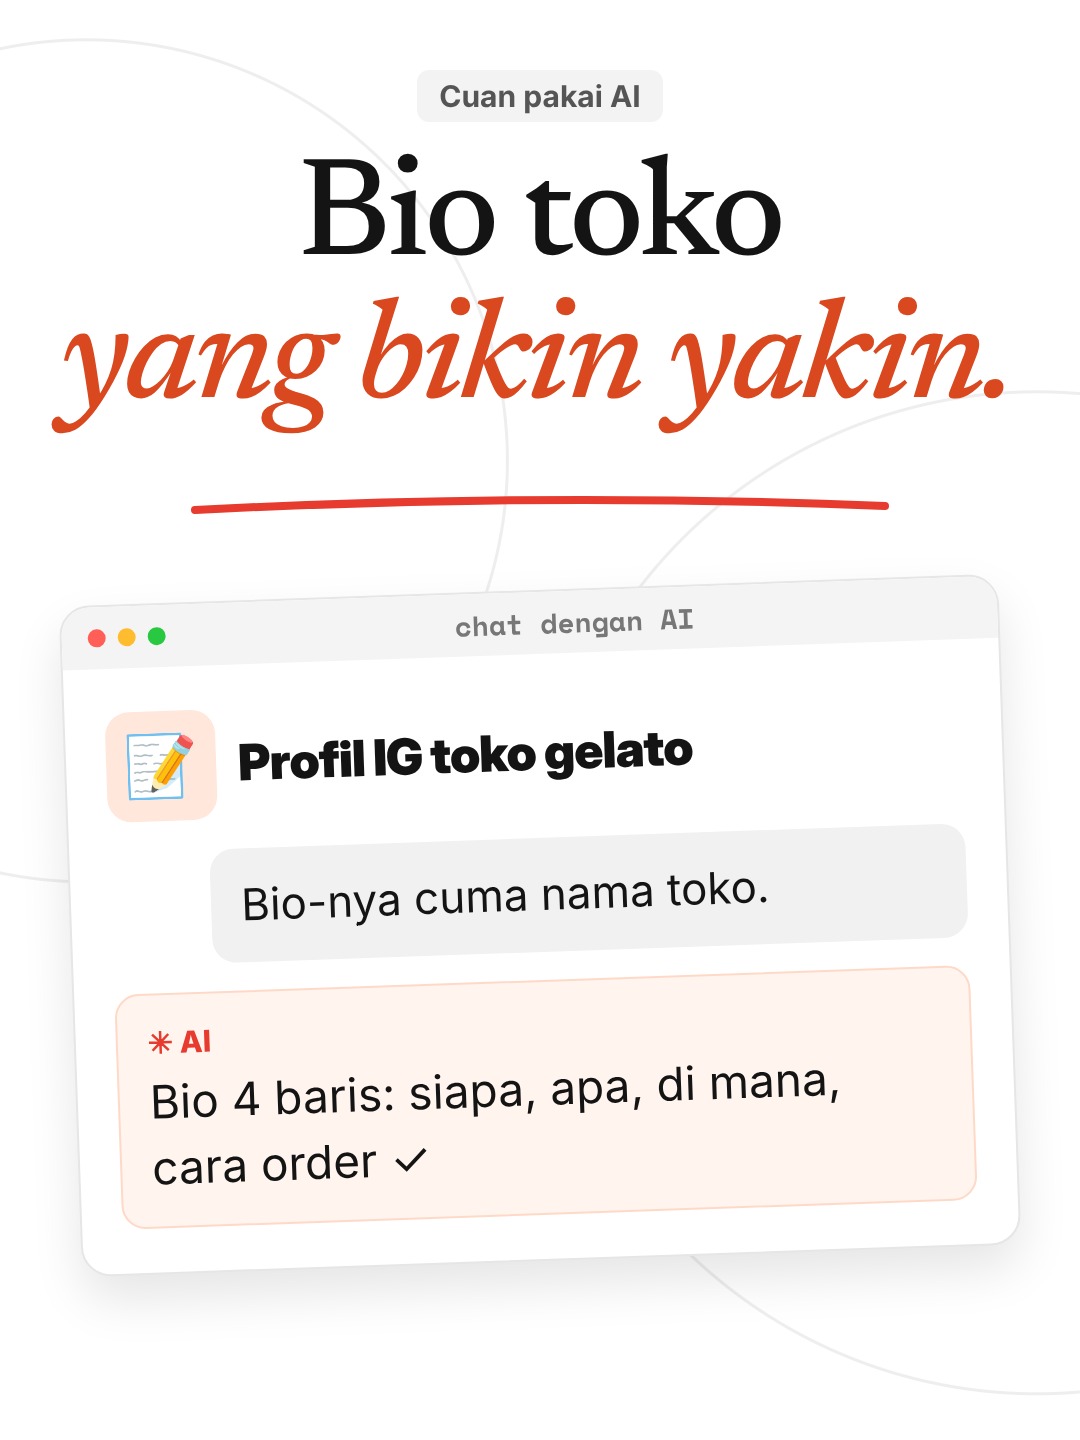 Cuan pakai AI
Bio toko
yang bikin yakin.
chat dengan AI
Profil IG toko gelato
Bio-nya cuma nama toko.
✳ AI
Bio 4 baris: siapa, apa, di mana,
cara order ✓